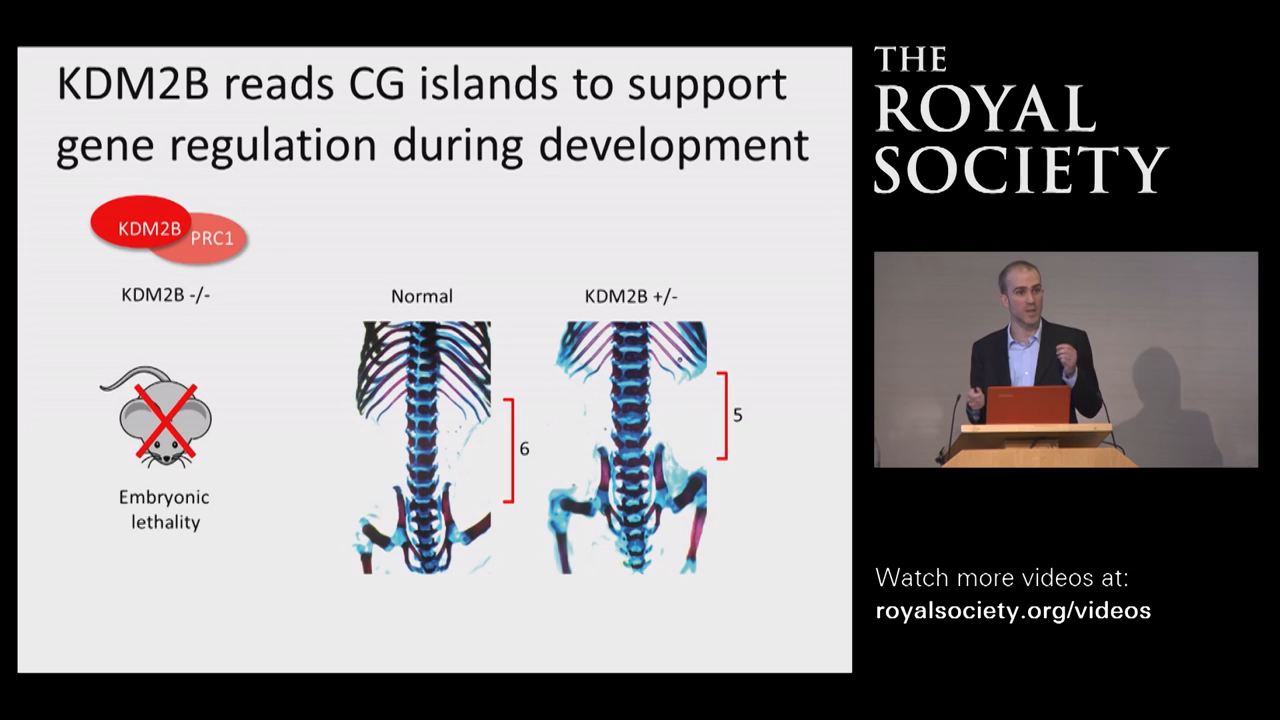 KDM2B reads CG islands to support
gene regulation during development
KDM2B
PRC1
KDM2B -/-
Normal
KDM2B +/-
6
5
Embryonic
lethality
THE
ROYAL
SOCIETY
Watch more videos at:
royalsociety.org/videos